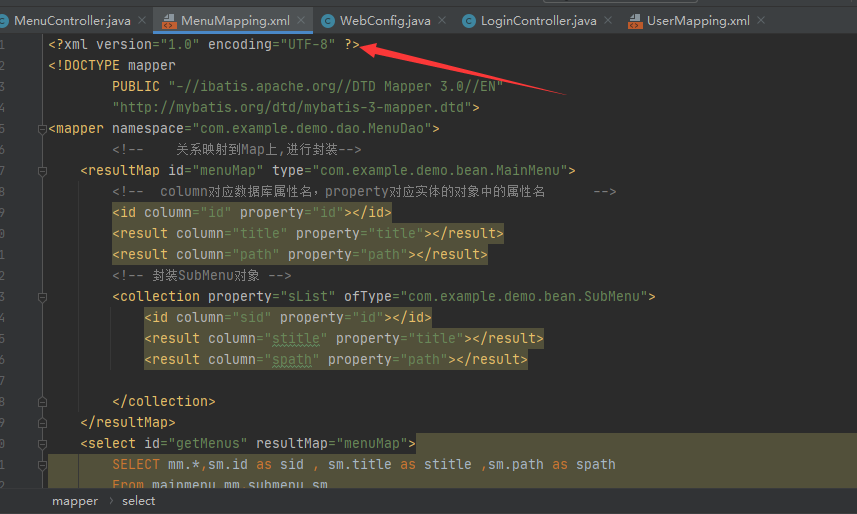 MenuController.java × MenuMapping.xml × WebConfig.java × LoginController.java × UserMapping.xml ×
1 <?xml version="1.0" encoding="UTF-8" ?>
2 <!DOCTYPE mapper
3 PUBLIC "-//ibatis.apache.org//DTD Mapper 3.0//EN"
4 "http://mybatis.org/dtd/mybatis-3-mapper.dtd">
5 <mapper namespace="com.example.demo.dao.MenuDao">
6 <!-- 关系映射到Map上,进行封装-->
7 <resultMap id="menuMap" type="com.example.demo.bean.MainMenu">
8 <!-- column对应数据库属性名，property对应实体的对象中的属性名 -->
9 <id column="id" property="id"></id>
0 <result column="title" property="title"></result>
1 <result column="path" property="path"></result>
2 <!-- 封装SubMenu对象 -->
3 <collection property="sList" ofType="com.example.demo.bean.SubMenu">
4 <id column="sid" property="id"></id>
5 <result column="stitle" property="title"></result>
6 <result column="spath" property="path"></result>
7
8 </collection>
9 </resultMap>
0 <select id="getMenus" resultMap="menuMap">
1 SELECT mm.*,sm.id as sid , sm.title as stitle ,sm.path as spath
2 From mainmenu mm,submenu sm
mapper › select